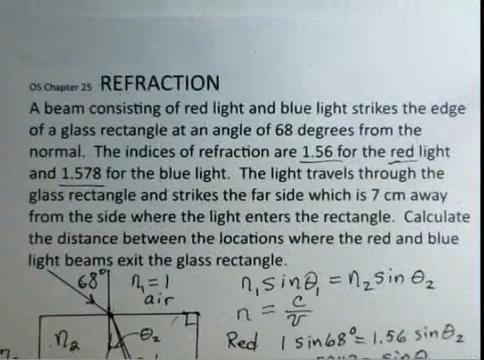 OS Chapter 25 REFRACTION
A beam consisting of red light and blue light strikes the edge
of a glass rectangle at an angle of 68 degrees from the
normal. The indices of refraction are 1.56 for the red light
and 1.578 for the blue light. The light travels through the
glass rectangle and strikes the far side which is 7 cm away
from the side where the light enters the rectangle. Calculate
the distance between the locations where the red and blue
light beams exit the glass rectangle.
68° n₁ = 1 n₁ sin θ₁ = n₂ sin θ₂
air
n = c/v
n₂ θ₂
Red 1 sin 68° = 1.56 sin θ₂